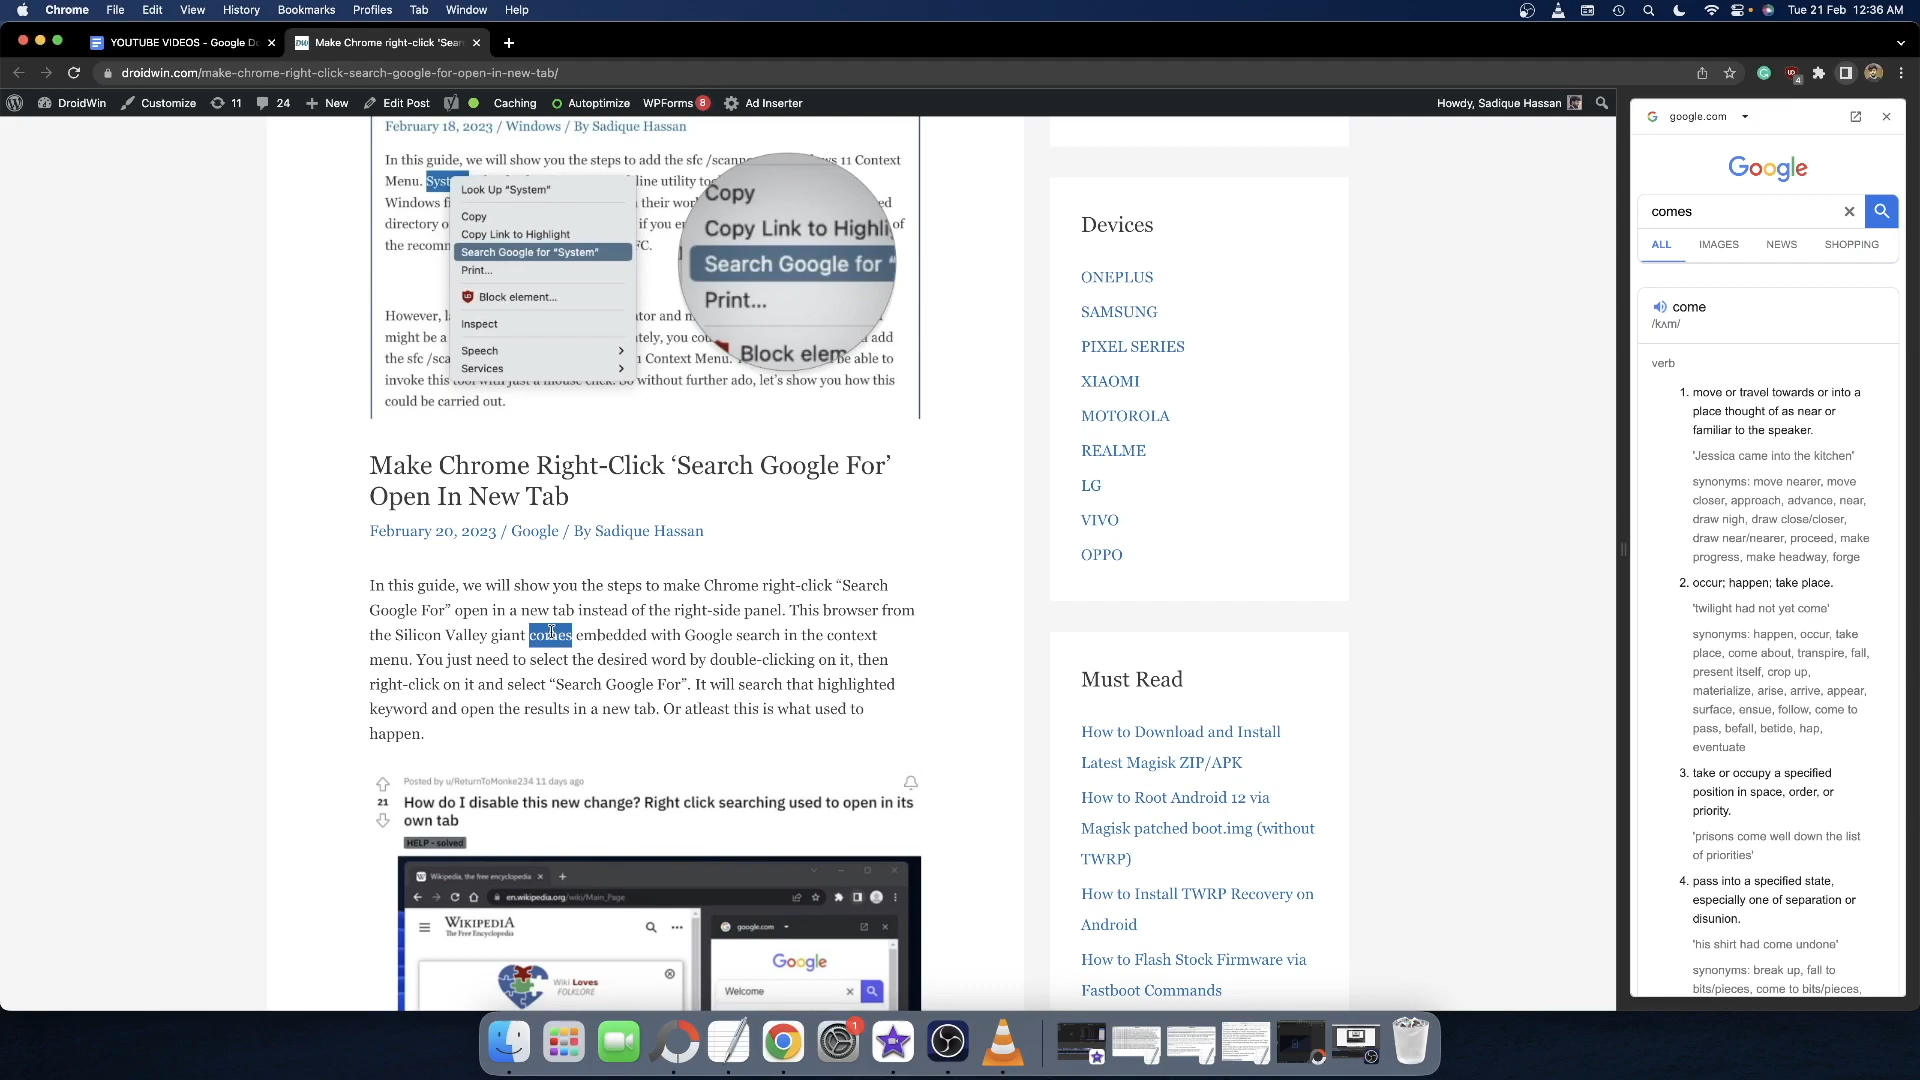 Chrome File Edit View History Bookmarks Profiles Tab Window Help
Tue 21 Feb 12:36 AM
YOUTUBE VIDEOS - Google Do
Make Chrome right-click 'Sear
droidwin.com/make-chrome-right-click-search-google-for-open-in-new-tab/
4
DroidWin Customize 11 24 New Edit Post Caching Autoptimize WPForms 8 Ad Inserter
Howdy, Sadique Hassan
February 18, 2023 / Windows / By Sadique Hassan
In this guide, we will show you the steps to add the sfc /scann 11 Context
Menu. Syst line utility to
Windows f their wor ed
directory o if you e of
the recomm FC.
However, l ator and m
might be a tely, you cou add
the sfc /sca 1 Context Menu. be able to
invoke this tool with just a mouse click. So without further ado, let's show you how this
could be carried out.
Look Up “System”
Copy
Copy Link to Highlight
Search Google for “System”
Print...
Block element...
Inspect
Speech
Services
Copy
Copy Link to Highli
Search Google for “
Print...
Block elem
Make Chrome Right-Click ‘Search Google For’
Open In New Tab
February 20, 2023 / Google / By Sadique Hassan
In this guide, we will show you the steps to make Chrome right-click “Search
Google For” open in a new tab instead of the right-side panel. This browser from
the Silicon Valley giant comes embedded with Google search in the context
menu. You just need to select the desired word by double-clicking on it, then
right-click on it and select “Search Google For”. It will search that highlighted
keyword and open the results in a new tab. Or atleast this is what used to
happen.
Posted by u/ReturnToMonke234 11 days ago
21
How do I disable this new change? Right click searching used to open in its
own tab
HELP - solved
Wikipedia, the free encyclopedia
en.wikipedia.org/wiki/Main_Page
WIKIPEDIA
The Free Encyclopedia
Wiki Loves
FOLKLORE
google.com
Google
Welcome
Devices
ONEPLUS
SAMSUNG
PIXEL SERIES
XIAOMI
MOTOROLA
REALME
LG
VIVO
OPPO
Must Read
How to Download and Install
Latest Magisk ZIP/APK
How to Root Android 12 via
Magisk patched boot.img (without
TWRP)
How to Install TWRP Recovery on
Android
How to Flash Stock Firmware via
Fastboot Commands
google.com
Google
comes
ALL IMAGES NEWS SHOPPING
come
/kʌm/
verb
1. move or travel towards or into a
place thought of as near or
familiar to the speaker.
'Jessica came into the kitchen'
synonyms: move nearer, move
closer, approach, advance, near,
draw nigh, draw close/closer,
draw near/nearer, proceed, make
progress, make headway, forge
2. occur; happen; take place.
'twilight had not yet come'
synonyms: happen, occur, take
place, come about, transpire, fall,
present itself, crop up,
materialize, arise, arrive, appear,
surface, ensue, follow, come to
pass, befall, betide, hap,
eventuate
3. take or occupy a specified
position in space, order, or
priority.
'prisons come well down the list
of priorities'
4. pass into a specified state,
especially one of separation or
disunion.
'his shirt had come undone'
synonyms: break up, fall to
bits/pieces, come to bits/pieces,
1